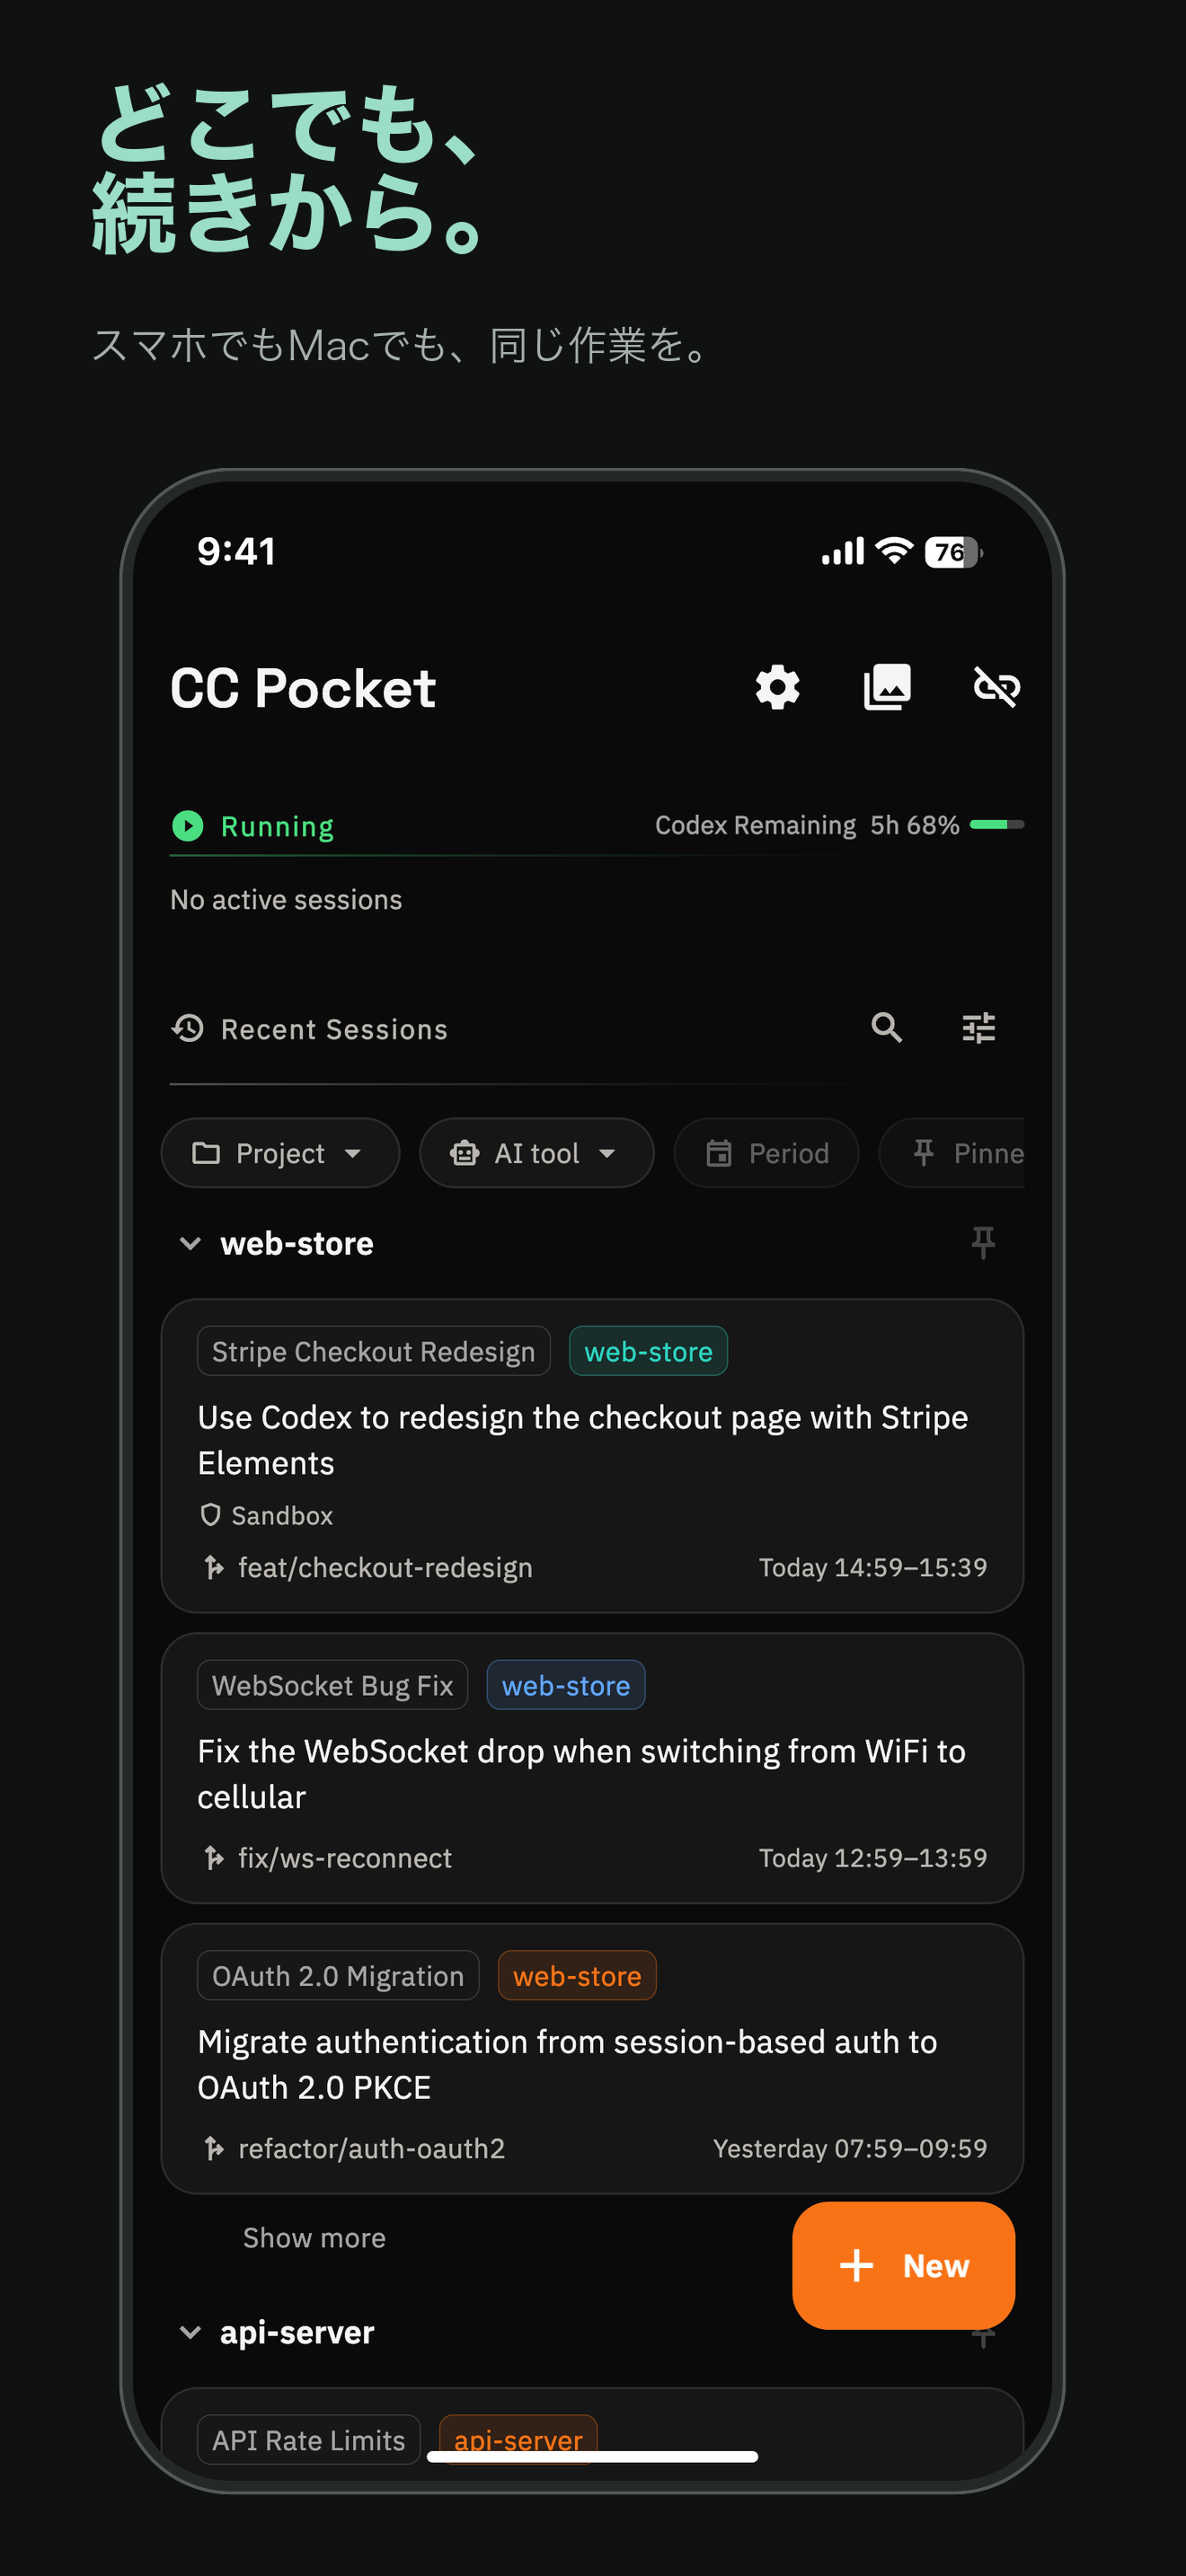 どこでも、
続きから。
スマホでもMacでも、同じ作業を。
9:41
76
CC Pocket
Running
Codex Remaining 5h 68%
No active sessions
Recent Sessions
Project
AI tool
Period
Pinne
web-store
Stripe Checkout Redesign
web-store
Use Codex to redesign the checkout page with Stripe
Elements
Sandbox
feat/checkout-redesign
Today 14:59–15:39
WebSocket Bug Fix
web-store
Fix the WebSocket drop when switching from WiFi to
cellular
fix/ws-reconnect
Today 12:59–13:59
OAuth 2.0 Migration
web-store
Migrate authentication from session-based auth to
OAuth 2.0 PKCE
refactor/auth-oauth2
Yesterday 07:59–09:59
Show more
New
api-server
API Rate Limits
api-server